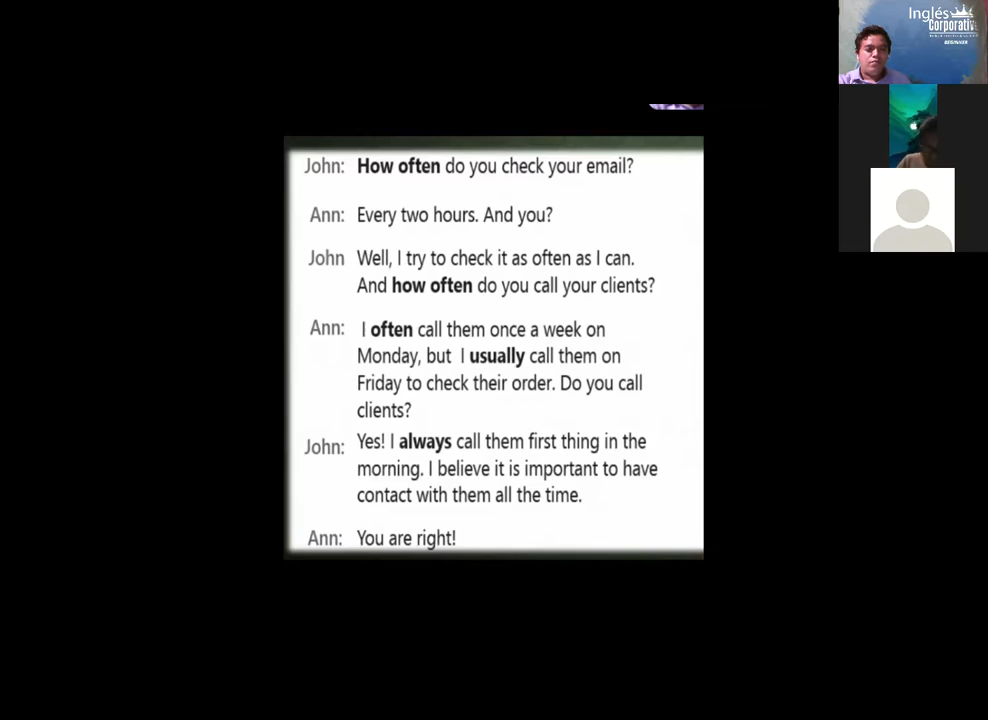 Inglés
Corporativ
BEGINNER
John: How often do you check your email?
Ann: Every two hours. And you?
John Well, I try to check it as often as I can.
And how often do you call your clients?
Ann: I often call them once a week on
Monday, but I usually call them on
Friday to check their order. Do you call
clients?
John: Yes! I always call them first thing in the
morning. I believe it is important to have
contact with them all the time.
Ann: You are right!